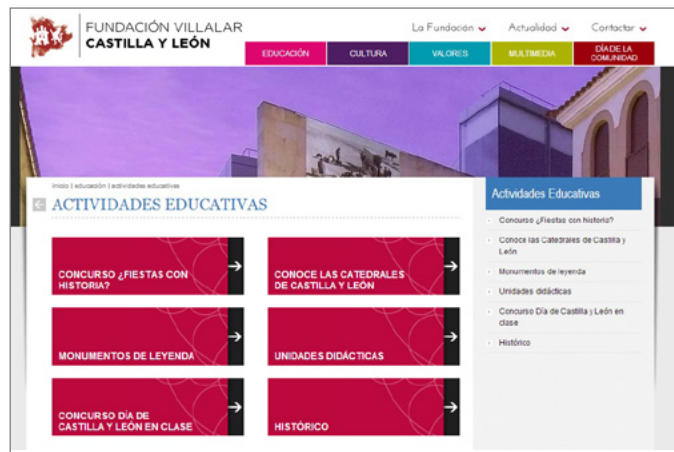 FUNDACIÓN VILLALAR
CASTILLA Y LEÓN
La Fundación
Actualidad
Contactar
EDUCACIÓN
CULTURA
VALORES
MULTIMEDIA
DÍA DE LA
COMUNIDAD
inicio | educación | actividades educativas
ACTIVIDADES EDUCATIVAS
CONCURSO ¿FIESTAS CON
HISTORIA?
CONOCE LAS CATEDRALES
DE CASTILLA Y LEÓN
MONUMENTOS DE LEYENDA
UNIDADES DIDÁCTICAS
CONCURSO DÍA DE
CASTILLA Y LEÓN EN CLASE
HISTÓRICO
Actividades Educativas
Concurso ¿Fiestas con historia?
Conoce las Catedrales de Castilla y
León
Monumentos de leyenda
Unidades didácticas
Concurso Día de Castilla y León en
clase
Histórico